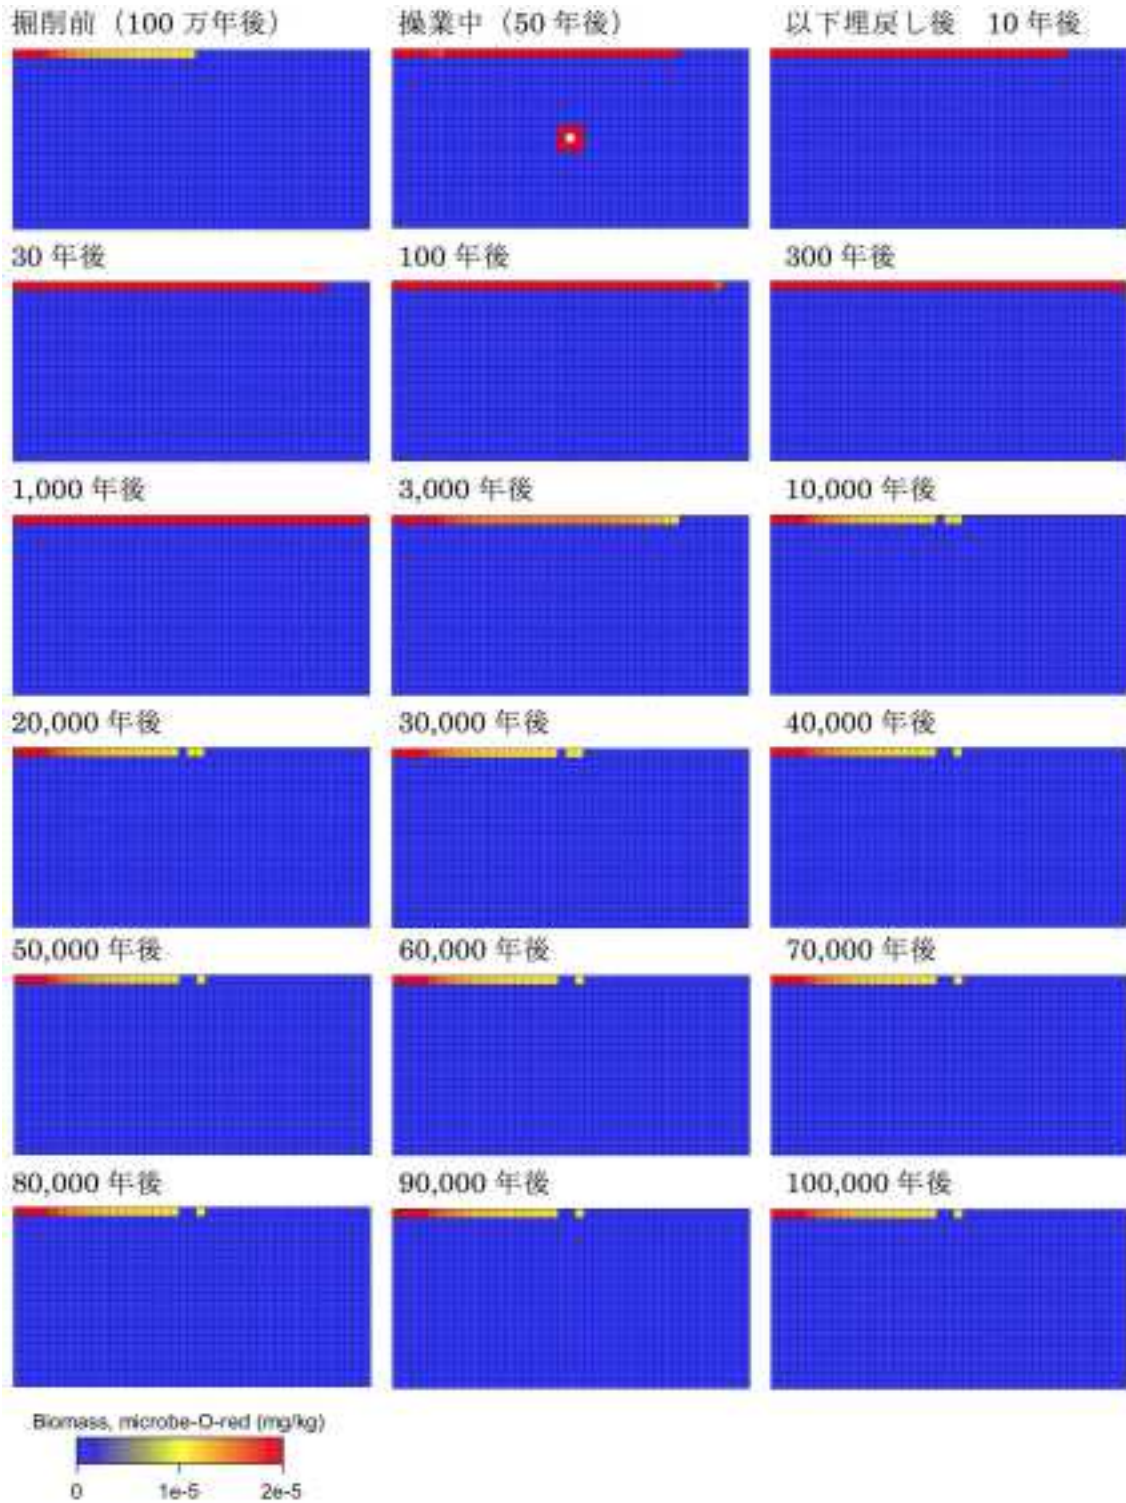 掘削前（100 万年後）
操業中（50 年後）
以下埋戻し後　10 年後
30 年後
100 年後
300 年後
1,000 年後
3,000 年後
10,000 年後
20,000 年後
30,000 年後
40,000 年後
50,000 年後
60,000 年後
70,000 年後
80,000 年後
90,000 年後
100,000 年後
Biomass, microbe-O-red (mg/kg)
0 1e-5 2e-5